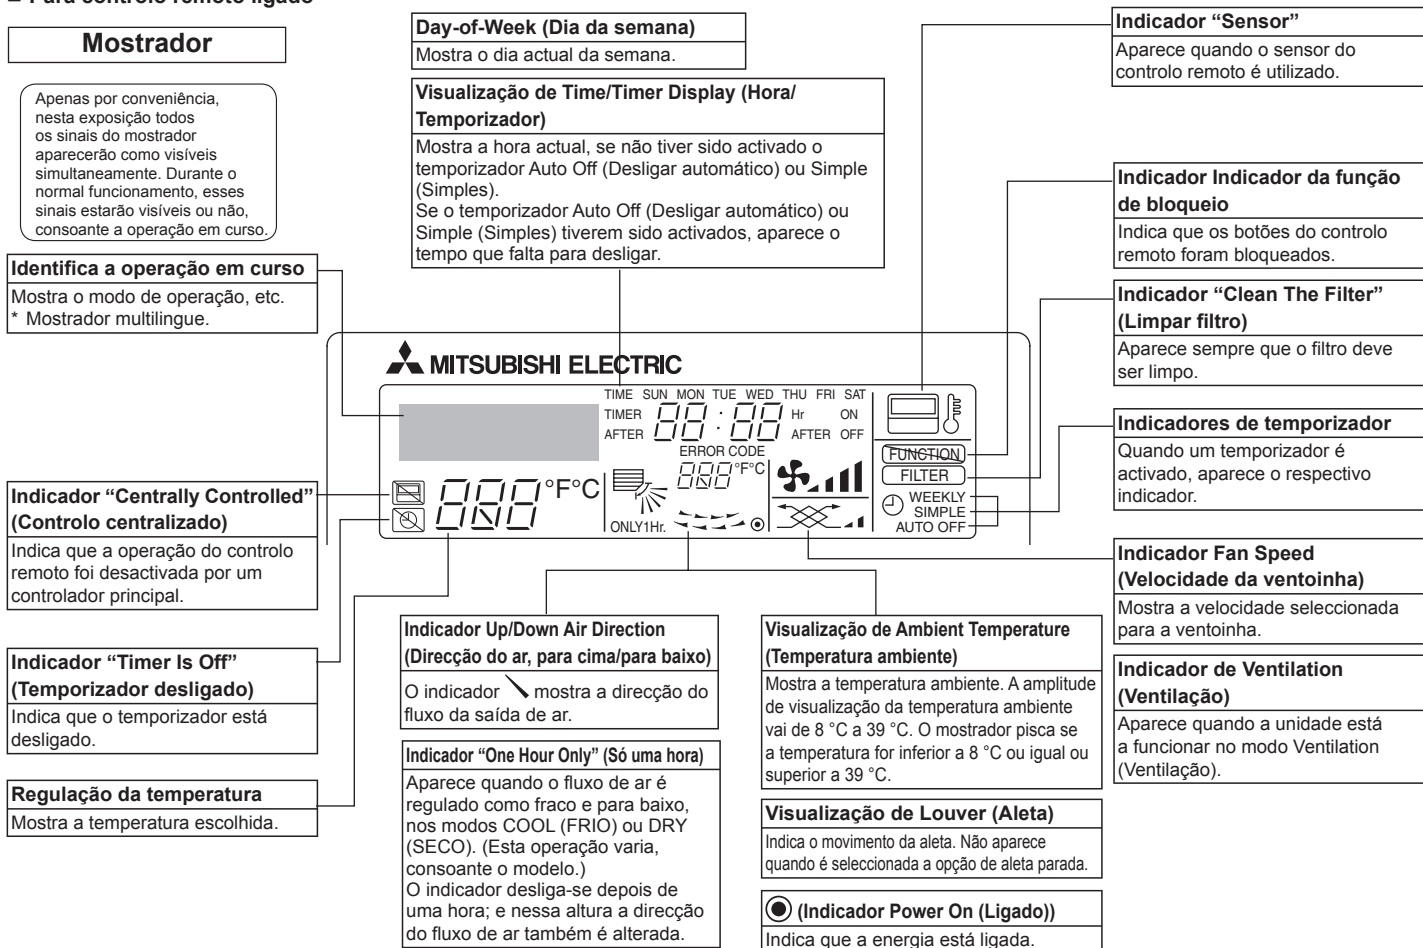 Para controlo remoto ligado
Mostrador
Apenas por conveniência,
nesta exposição todos
os sinais do mostrador
aparecerão como visíveis
simultaneamente. Durante o
normal funcionamento, esses
sinais estarão visíveis ou não,
consoante a operação em curso.
Identifica a operação em curso
Mostra o modo de operação, etc.
* Mostrador multilingue.
Indicador “Centrally Controlled”
(Controlo centralizado)
Indica que a operação do controlo
remoto foi desactivada por um
controlador principal.
Indicador “Timer Is Off”
(Temporizador desligado)
Indica que o temporizador está
desligado.
Regulação da temperatura
Mostra a temperatura escolhida.
Day-of-Week (Dia da semana)
Mostra o dia actual da semana.
Visualização de Time/Timer Display (Hora/
Temporizador)
Mostra a hora actual, se não tiver sido activado o
temporizador Auto Off (Desligar automático) ou Simple
(Simples).
Se o temporizador Auto Off (Desligar automático) ou
Simple (Simples) tiverem sido activados, aparece o
tempo que falta para desligar.
MITSUBISHI ELECTRIC
TIME SUN MON TUE WED THU FRI SAT
TIMER 88:88 Hr ON
AFTER AFTER OFF
ERROR CODE
888 °F°C
888 °F°C
ONLY1Hr.
FUNCTION
FILTER
WEEKLY
SIMPLE
AUTO OFF
Indicador Up/Down Air Direction
(Direcção do ar, para cima/para baixo)
O indicador mostra a direcção do
fluxo da saída de ar.
Indicador “One Hour Only” (Só uma hora)
Aparece quando o fluxo de ar é
regulado como fraco e para baixo,
nos modos COOL (FRIO) ou DRY
(SECO). (Esta operação varia,
consoante o modelo.)
O indicador desliga-se depois de
uma hora; e nessa altura a direcção
do fluxo de ar também é alterada.
Visualização de Ambient Temperature
(Temperatura ambiente)
Mostra a temperatura ambiente. A amplitude
de visualização da temperatura ambiente
vai de 8 °C a 39 °C. O mostrador pisca se
a temperatura for inferior a 8 °C ou igual ou
superior a 39 °C.
Visualização de Louver (Aleta)
Indica o movimento da aleta. Não aparece
quando é seleccionada a opção de aleta parada.
(Indicador Power On (Ligado))
Indica que a energia está ligada.
Indicador “Sensor”
Aparece quando o sensor do
controlo remoto é utilizado.
Indicador Indicador da função
de bloqueio
Indica que os botões do controlo
remoto foram bloqueados.
Indicador “Clean The Filter”
(Limpar filtro)
Aparece sempre que o filtro deve
ser limpo.
Indicadores de temporizador
Quando um temporizador é
activado, aparece o respectivo
indicador.
Indicador Fan Speed
(Velocidade da ventoinha)
Mostra a velocidade seleccionada
para a ventoinha.
Indicador de Ventilation
(Ventilação)
Aparece quando a unidade está
a funcionar no modo Ventilation
(Ventilação).